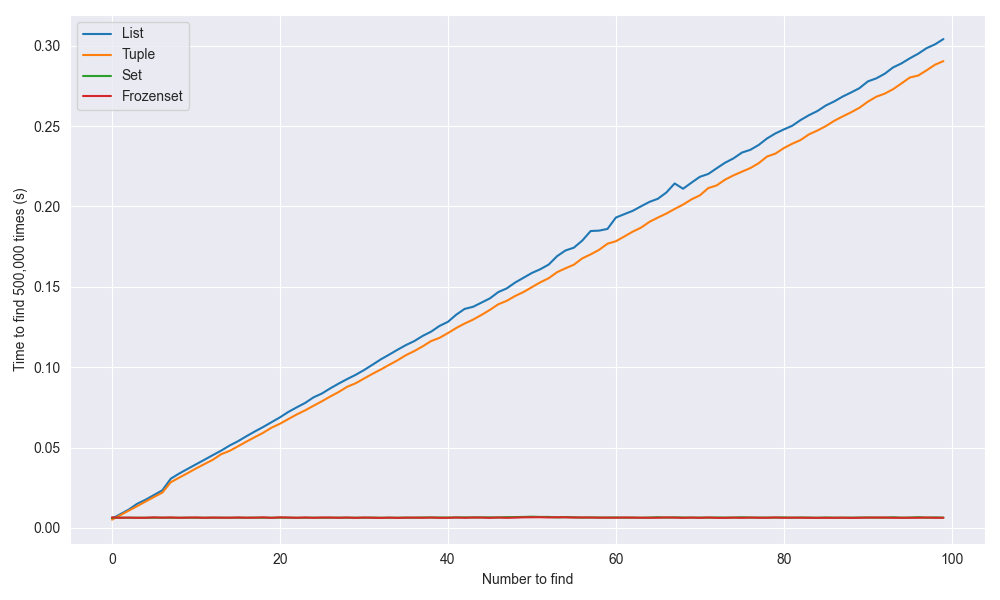 List
Tuple
Set
Frozenset
0.30
0.25
0.20
0.15
0.10
0.05
0.00
Time to find 500,000 times (s)
0 20 40 60 80 100
Number to find